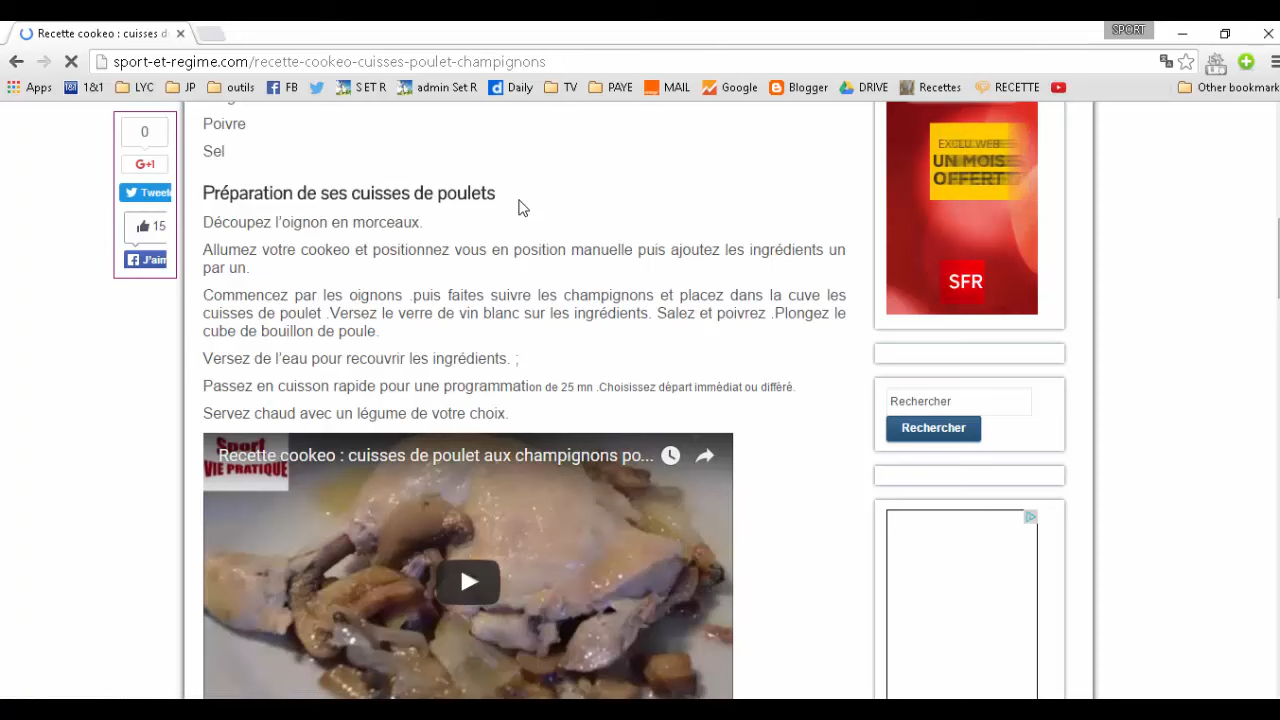 Recette cookeo : cuisses d
SPORT
sport-et-regime.com/recette-cookeo-cuisses-poulet-champighons
Apps 1&1 LYC JP outils FB S ET R admin Set R Daily TV PAYE MAIL Google Blogger DRIVE Recettes RECETTE Other bookmark
0
G+1
Tweete
15
J'aim
Poivre
Sel
Préparation de ses cuisses de poulets
Découpez l’oignon en morceaux.
Allumez votre cookeo et positionnez vous en position manuelle puis ajoutez les ingrédients un
par un.
Commencez par les oignons .puis faites suivre les champignons et placez dans la cuve les
cuisses de poulet .Versez le verre de vin blanc sur les ingrédients. Salez et poivrez .Plongez le
cube de bouillon de poule.
Versez de l’eau pour recouvrir les ingrédients. ;
Passez en cuisson rapide pour une programmation de 25 mn .Choisissez départ immédiat ou différé.
Servez chaud avec un légume de votre choix.
Sport
VIE PRATIQUE
Recette cookeo : cuisses de poulet aux champignons po...
EXCLU WEB
UN MOIS
OFFERT
SFR
Rechercher
Rechercher